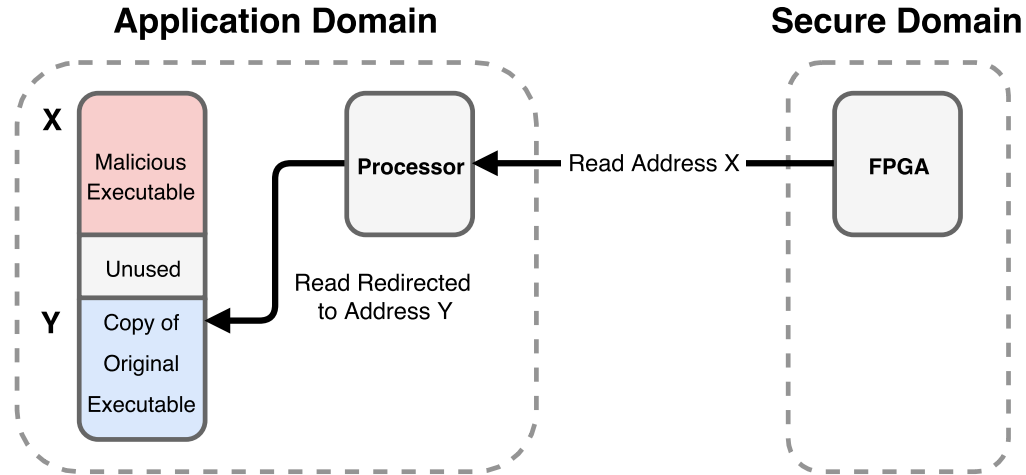 Application Domain
Secure Domain
X
Malicious
Executable
Unused
Y
Copy of
Original
Executable
Processor
Read Address X
FPGA
Read Redirected
to Address Y